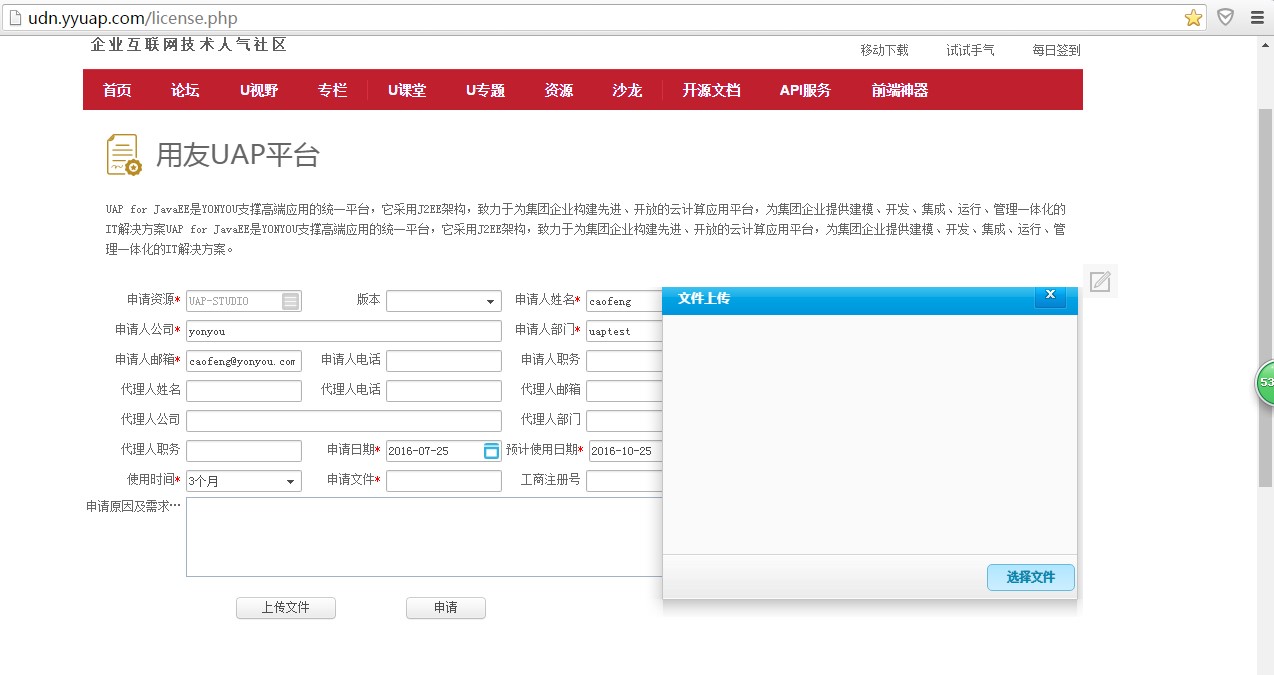 udn.yyuap.com/license.php
企业互联网技术人气社区
移动下载 试试手气 每日签到
首页 论坛 U视野 专栏 U课堂 U专题 资源 沙龙 开源文档 API服务 前端神器
用友UAP平台
UAP for JavaEE是YONYOU支撑高端应用的统一平台，它采用J2EE架构，致力于为集团企业构建先进、开放的云计算应用平台，为集团企业提供建模、开发、集成、运行、管理一体化的
IT解决方案UAP for JavaEE是YONYOU支撑高端应用的统一平台，它采用J2EE架构，致力于为集团企业构建先进、开放的云计算应用平台，为集团企业提供建模、开发、集成、运行、管
理一体化的IT解决方案。
申请资源* UAP-STUDIO 版本 申请人姓名* caofeng
文件上传 X
申请人公司* yonyou 申请人部门* uaptest
申请人邮箱* caofeng@yonyou.com 申请人电话 申请人职务
53
代理人姓名 代理人电话 代理人邮箱
代理人公司 代理人部门
代理人职务 申请日期* 2016-07-25 预计使用日期* 2016-10-25
使用时间* 3个月 申请文件* 工商注册号
申请原因及需求…
选择文件
上传文件 申请